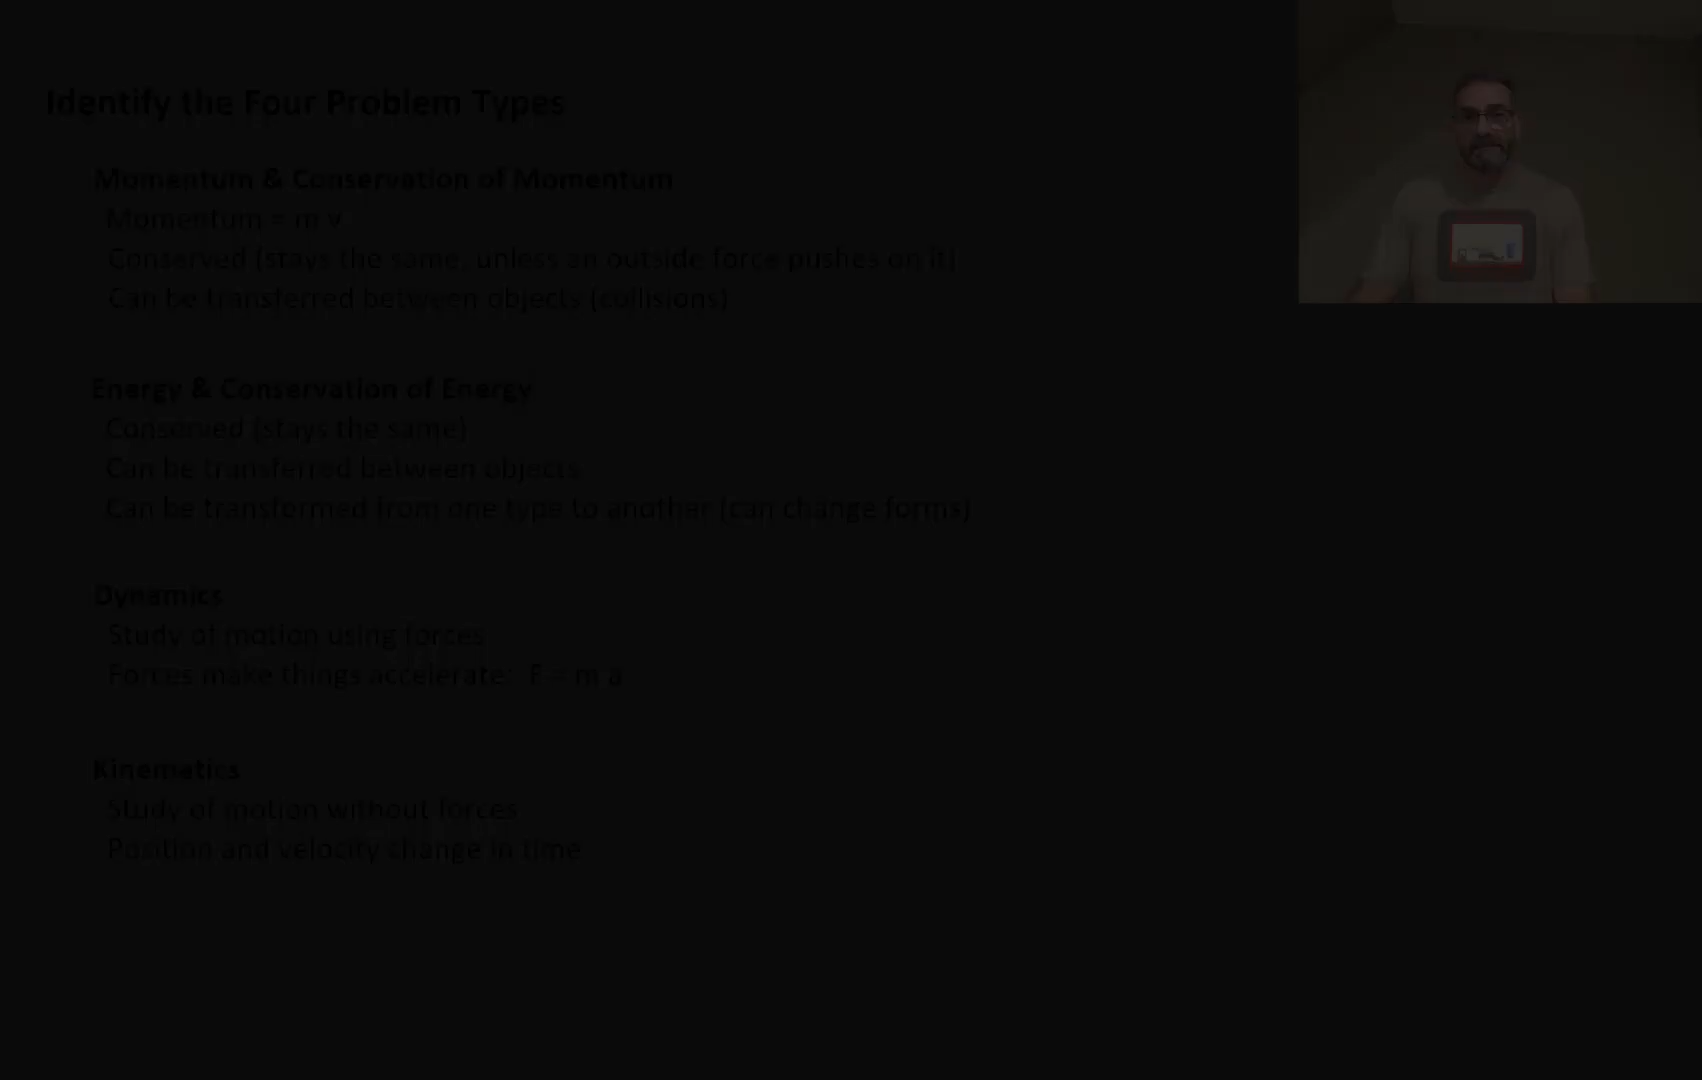 Identify the Four Problem Types
Momentum & Conservation of Momentum
Momentum = m v
Conserved (stays the same, unless an outside force pushes on it)
Can be transferred between objects (collisions)
Energy & Conservation of Energy
Conserved (stays the same)
Can be transferred between objects
Can be transformed from one type to another (can change forms)
Dynamics
Study of motion using forces
Forces make things accelerate: F = m a
Kinematics
Study of motion without forces
Position and velocity change in time